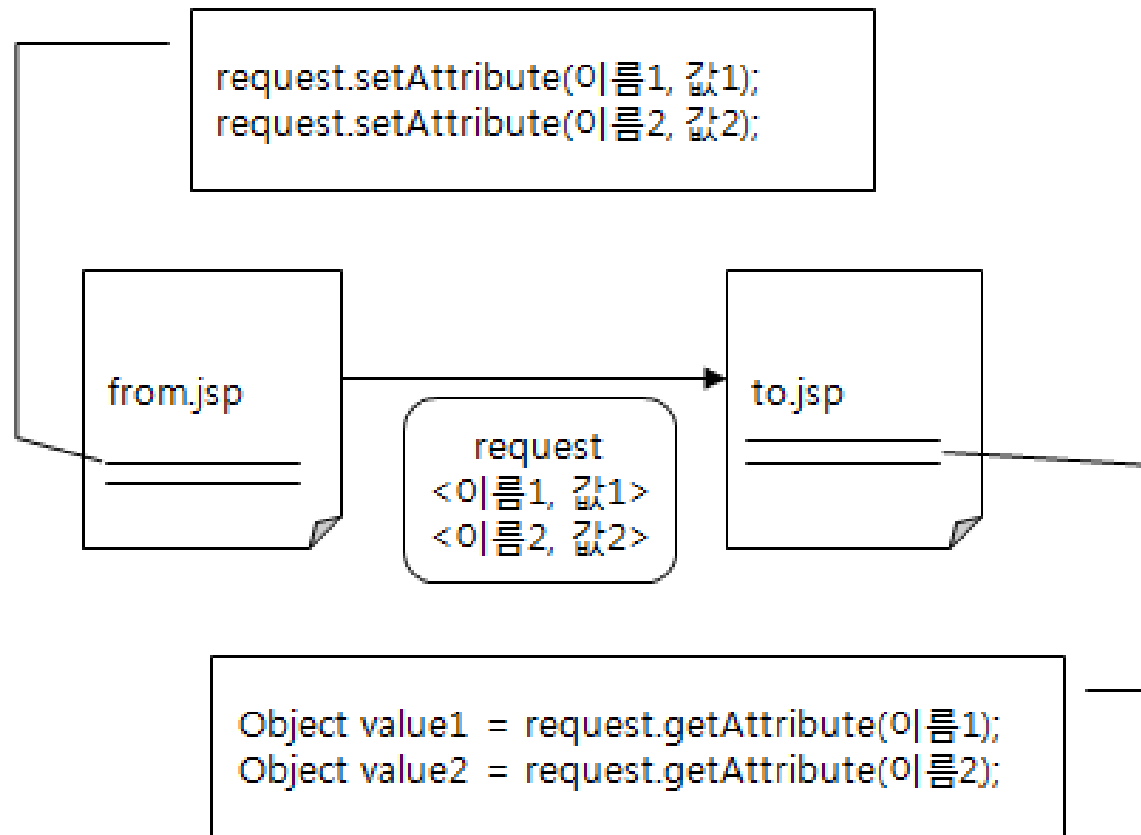 request.setAttribute(이름1, 값1);
request.setAttribute(이름2, 값2);
from.jsp
to.jsp
request
<이름1, 값1>
<이름2, 값2>
Object value1 = request.getAttribute(이름1);
Object value2 = request.getAttribute(이름2);